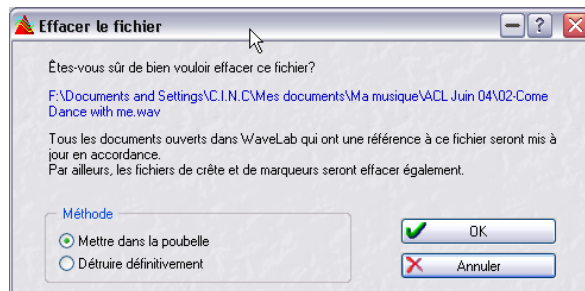 Effacer le fichier
Êtes-vous sûr de bien vouloir effacer ce fichier?
F:\Documents and Settings\C.I.N.C\Mes documents\Ma musique\ACL Juin 04\02-Come
Dance with me.wav
Tous les documents ouverts dans WaveLab qui ont une référence à ce fichier seront mis à
jour en accordance.
Par ailleurs, les fichiers de crête et de marqueurs seront effacer également.
Méthode
Mettre dans la poubelle
Détruire définitivement
OK
Annuler